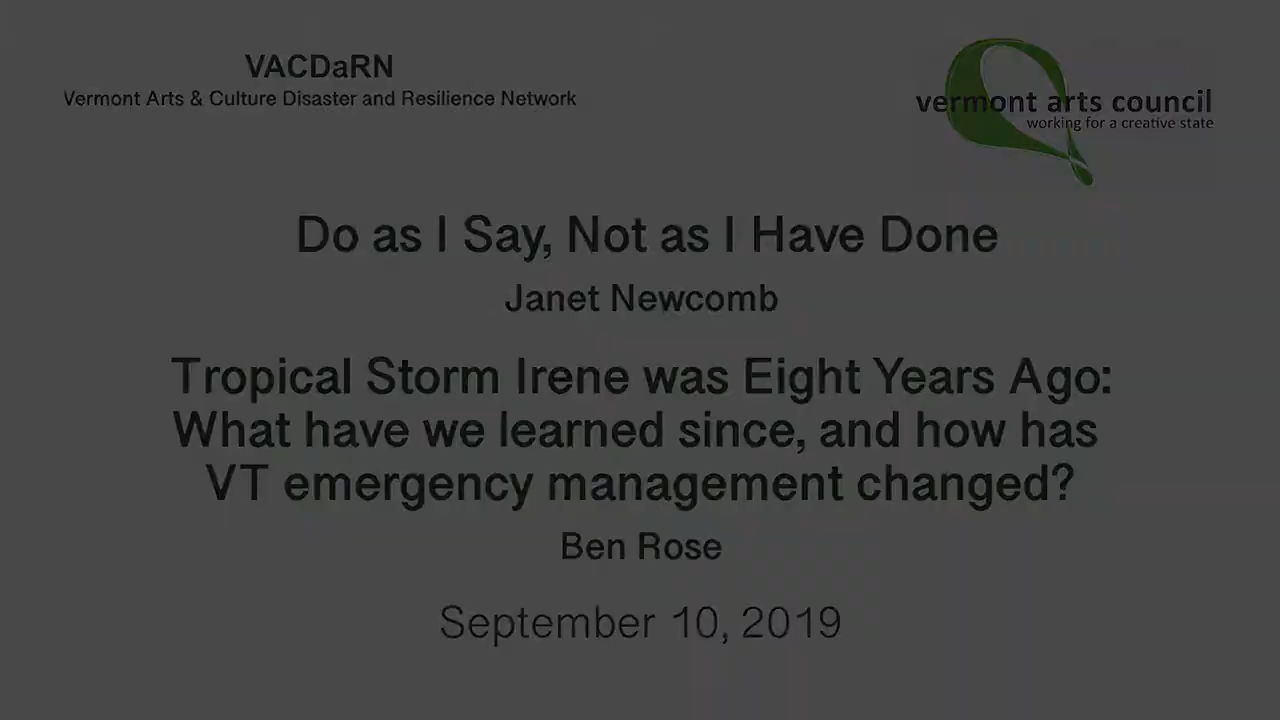 VACDaRN
Vermont Arts & Culture Disaster and Resilience Network
vermont arts council
working for a creative state
Do as I Say, Not as I Have Done
Janet Newcomb
Tropical Storm Irene was Eight Years Ago:
What have we learned since, and how has
VT emergency management changed?
Ben Rose
September 10, 2019